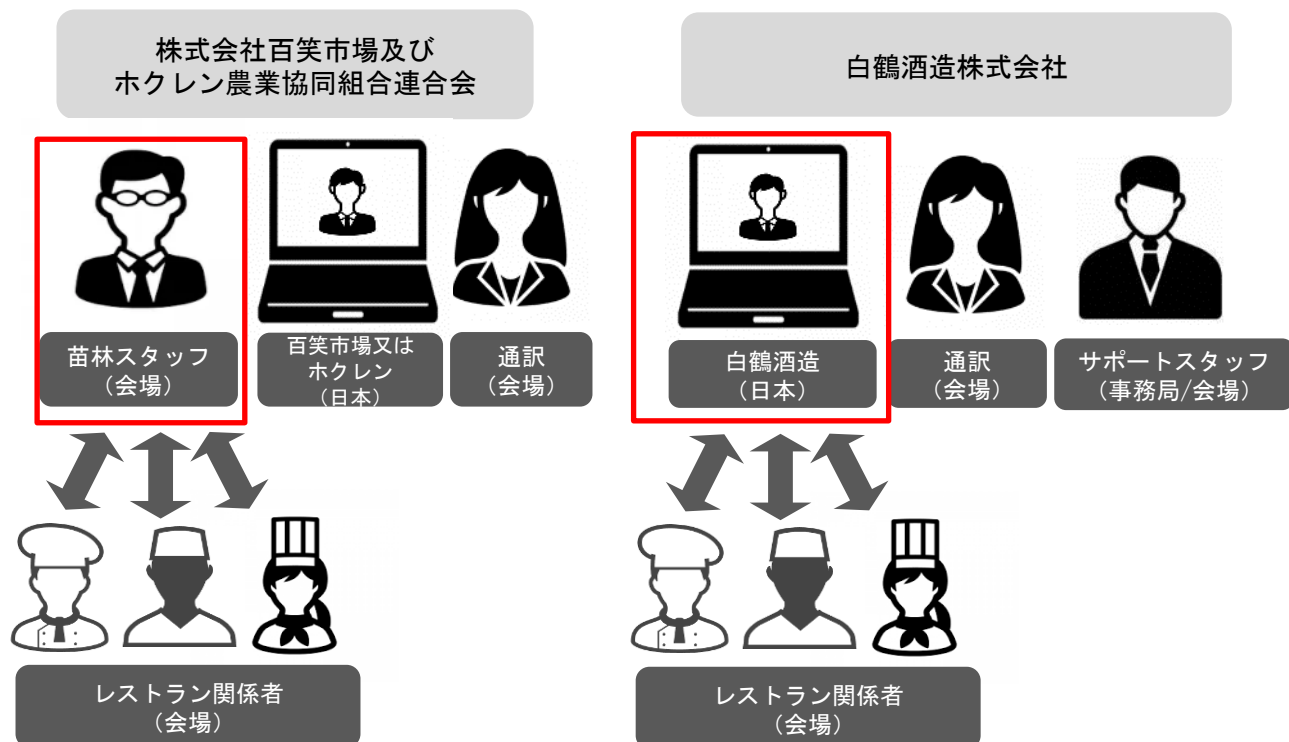 株式会社百笑市場及び
ホクレン農業協同組合連合会
白鶴酒造株式会社
苗林スタッフ
（会場）
百笑市場又は
ホクレン
（日本）
通訳
（会場）
白鶴酒造
（日本）
通訳
（会場）
サポートスタッフ
（事務局/会場）
レストラン関係者
（会場）
レストラン関係者
（会場）